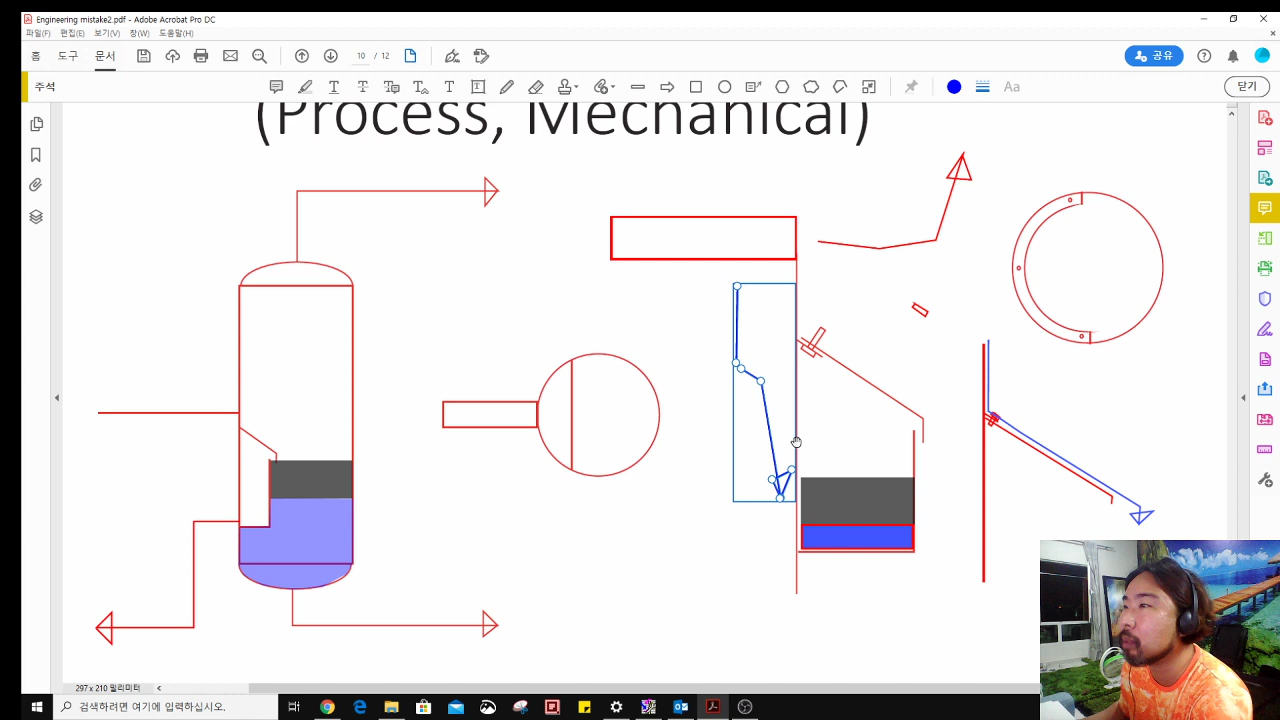 Engineering mistake2.pdf - Adobe Acrobat Pro DC
파일(F) 편집(E) 보기(V) 창(W) 도움말(H)
홈 도구 문서
10 / 12
공유
주석
Aa
닫기
(Process, Mechanical)
297 x 210 밀리미터
검색하려면 여기에 입력하십시오.